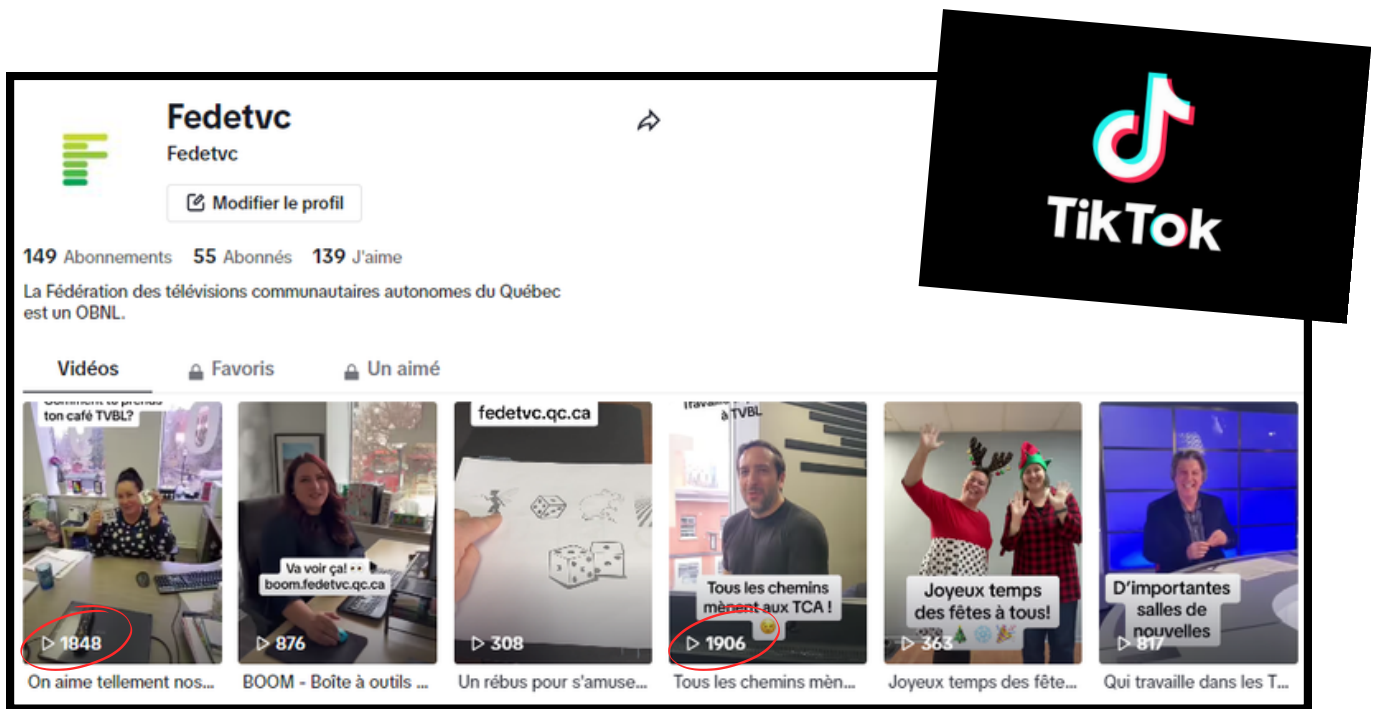 Fedetvc
Fedetvc
Modifier le profil
149 Abonnements 55 Abonnés 139 J'aime
La Fédération des télévisions communautaires autonomes du Québec
est un OBNL.
Vidéos Favoris Un aimé
TikTok
Comment tu prends
ton café TVBL?
1848
On aime tellement nos...
Va voir ça! 👀
boom.fedetvc.qc.ca
876
BOOM - Boîte à outils ...
fedetvc.qc.ca
308
Un rébus pour s'amuse...
à TVBL
Tous les chemins
mènent aux TCA !
😉
1906
Tous les chemins mèn...
Joyeux temps
des fêtes à tous!
🎄 ❄️ 🎉
363
Joyeux temps des fête...
D'importantes
salles de
nouvelles
817
Qui travaille dans les T...